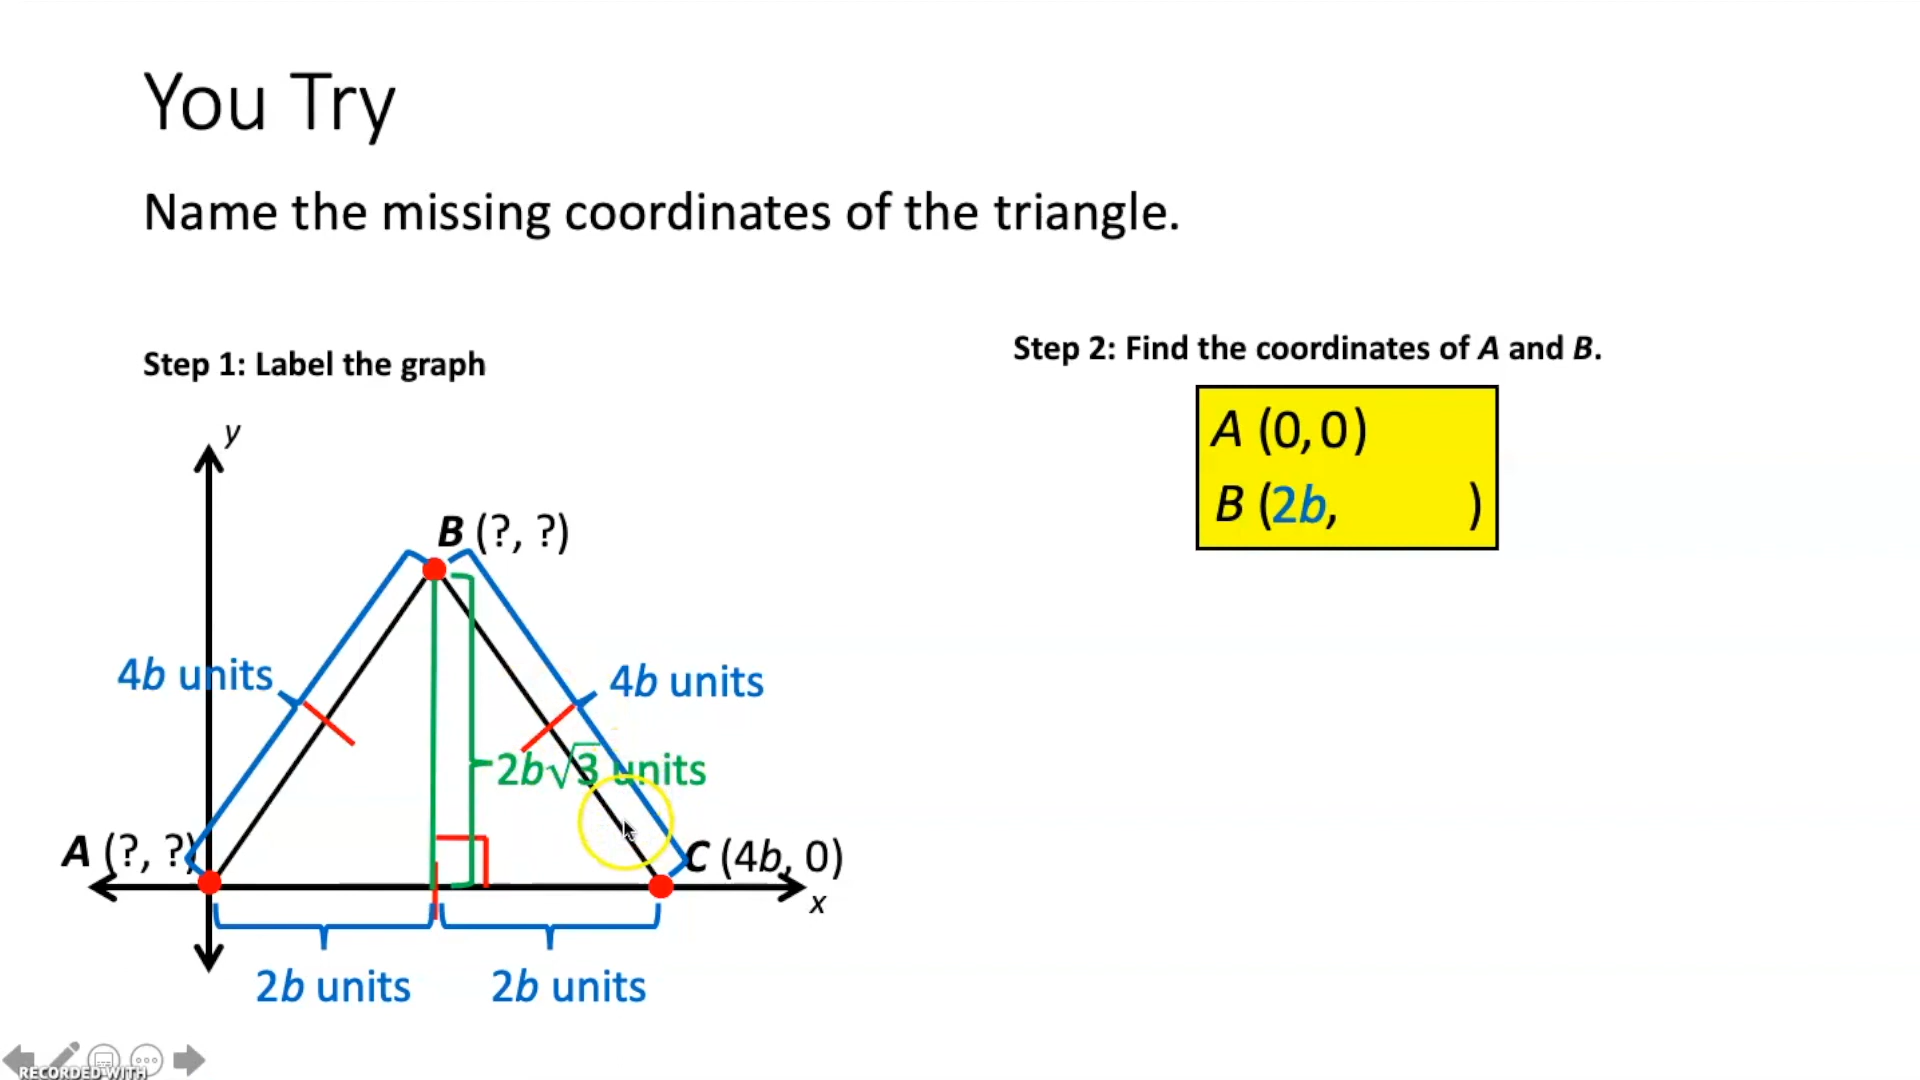 You Try
Name the missing coordinates of the triangle.
Step 1: Label the graph
Step 2: Find the coordinates of A and B.
A (0,0)
B (2b, )
y
B (?, ?)
4b units
4b units
2b√3 units
A (?, ?)
C (4b, 0)
x
2b units
2b units
RECORDED WITH